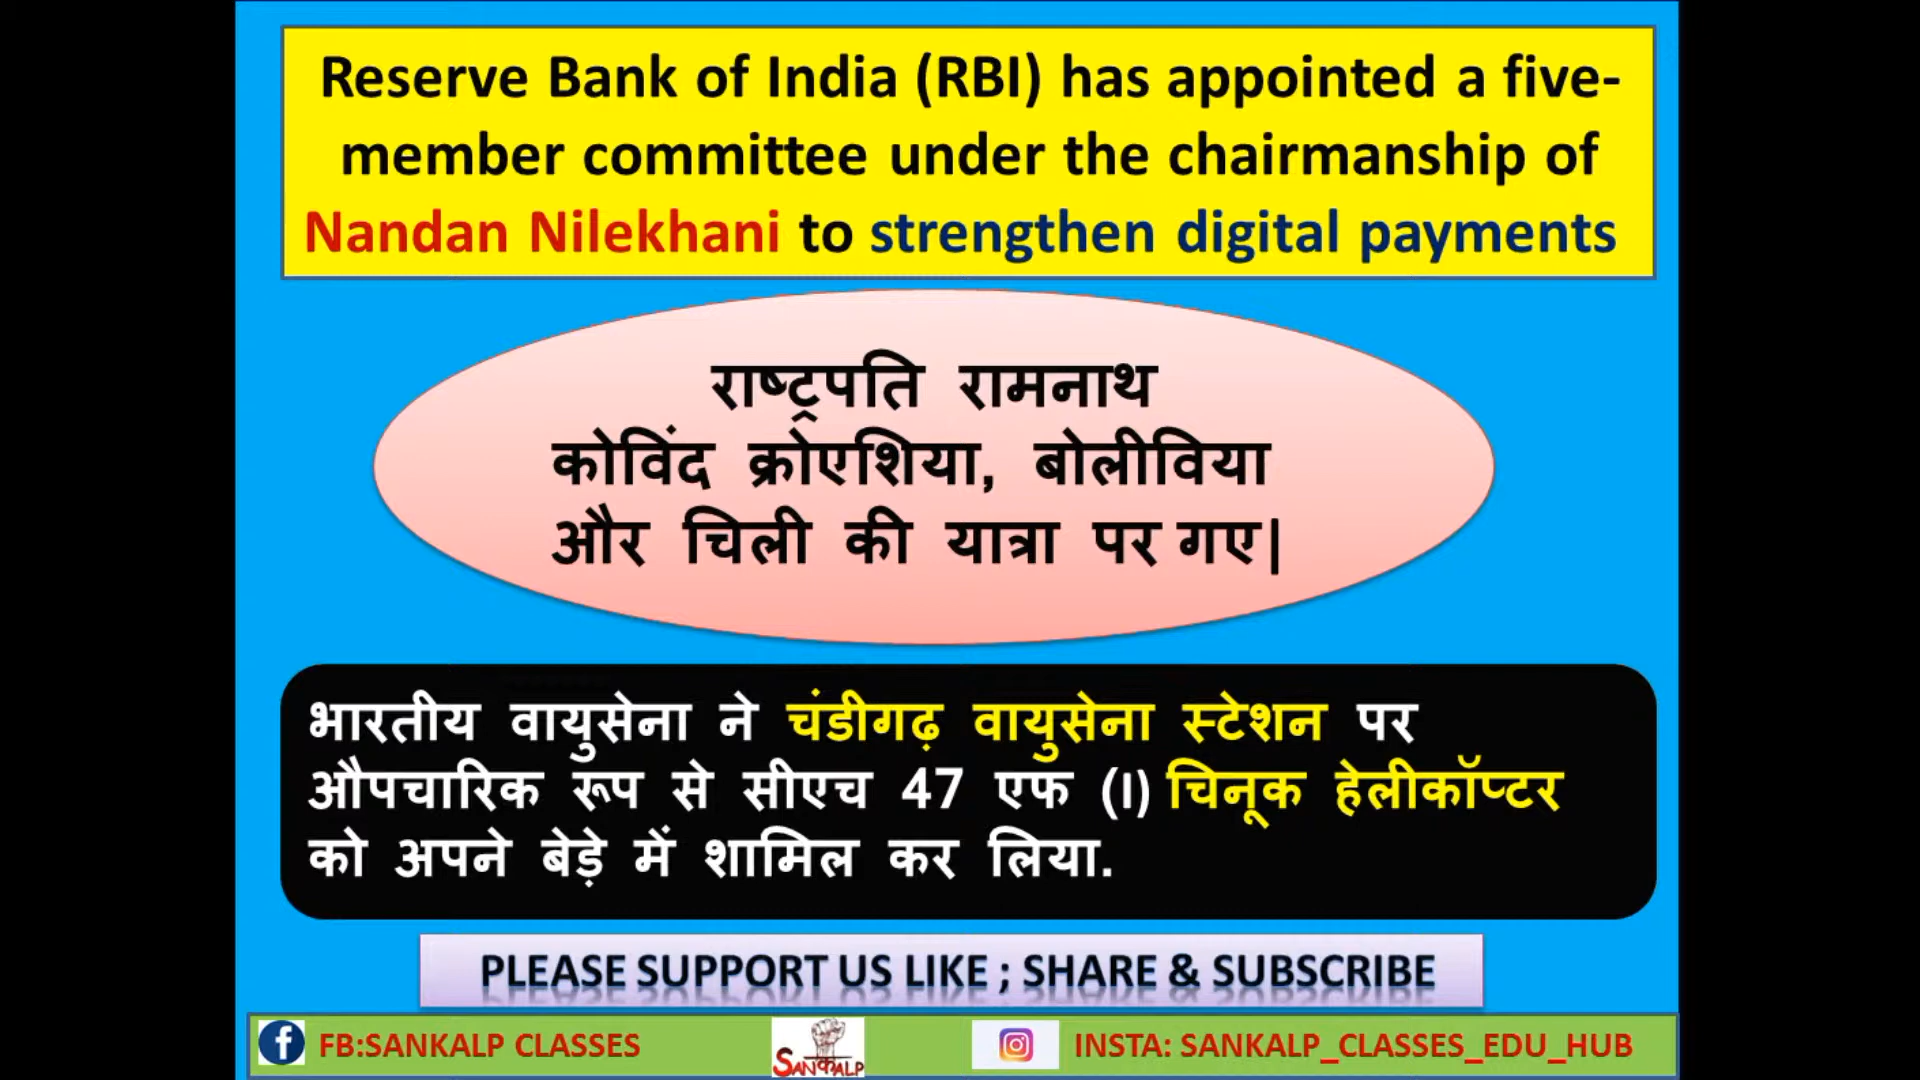 Reserve Bank of India (RBI) has appointed a five-
member committee under the chairmanship of
Nandan Nilekhani to strengthen digital payments
राष्ट्रपति रामनाथ
कोविंद क्रोएशिया, बोलीविया
और चिली की यात्रा पर गए|
भारतीय वायुसेना ने चंडीगढ़ वायुसेना स्टेशन पर
औपचारिक रूप से सीएच 47 एफ (I) चिनूक हेलीकॉप्टर
को अपने बेड़े में शामिल कर लिया.
PLEASE SUPPORT US LIKE ; SHARE & SUBSCRIBE
FB:SANKALP CLASSES
SANकALP
INSTA: SANKALP_CLASSES_EDU_HUB